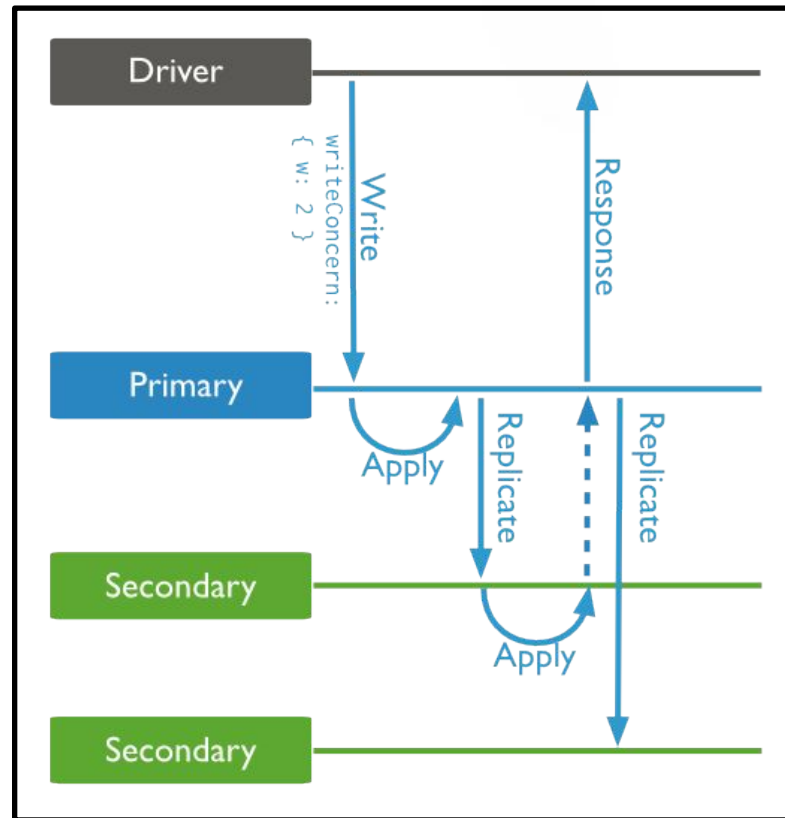 Driver
Write
writeConcern:
{ w: 2 }
Response
Primary
Apply
Replicate
Replicate
Secondary
Apply
Secondary